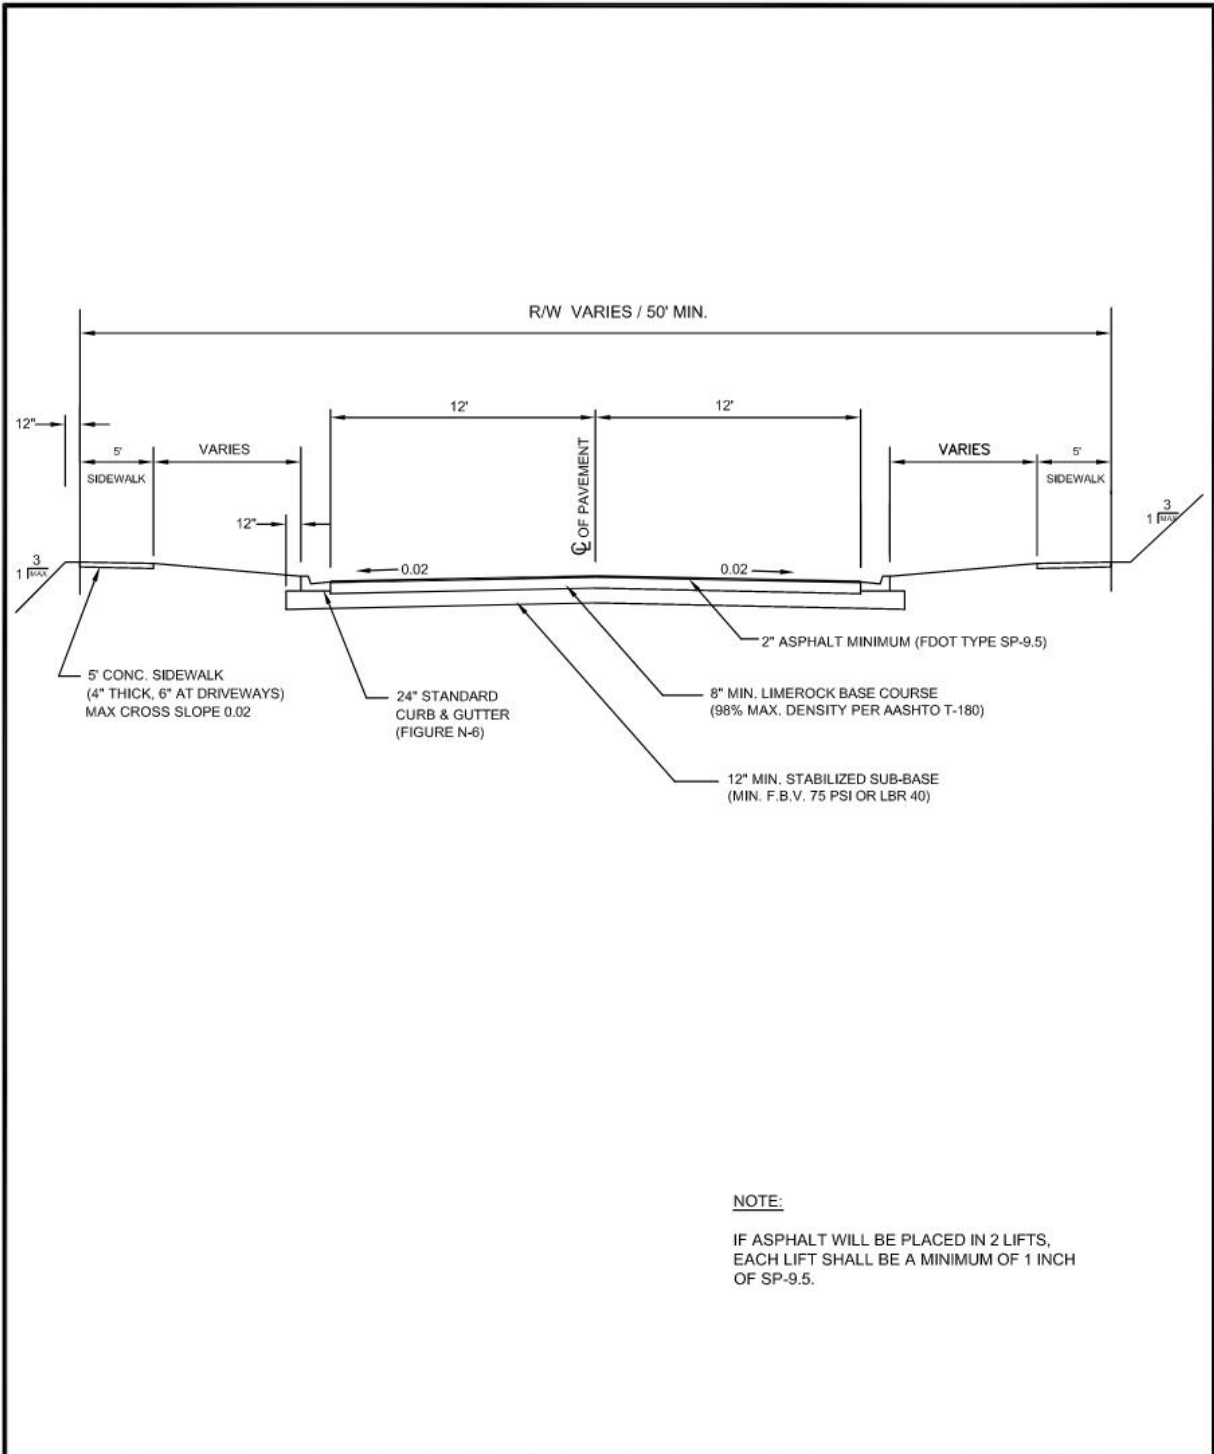 R/W VARIES / 50' MIN.
12'
12'
12"
5'
VARIES
VARIES
5'
SIDEWALK
SIDEWALK
℄ OF PAVEMENT
12"
3
1 MAX
3
1 MAX
0.02
0.02
2" ASPHALT MINIMUM (FDOT TYPE SP-9.5)
5' CONC. SIDEWALK
(4" THICK, 6" AT DRIVEWAYS)
MAX CROSS SLOPE 0.02
24" STANDARD
CURB & GUTTER
(FIGURE N-6)
8" MIN. LIMEROCK BASE COURSE
(98% MAX. DENSITY PER AASHTO T-180)
12" MIN. STABILIZED SUB-BASE
(MIN. F.B.V. 75 PSI OR LBR 40)
NOTE:
IF ASPHALT WILL BE PLACED IN 2 LIFTS,
EACH LIFT SHALL BE A MINIMUM OF 1 INCH
OF SP-9.5.